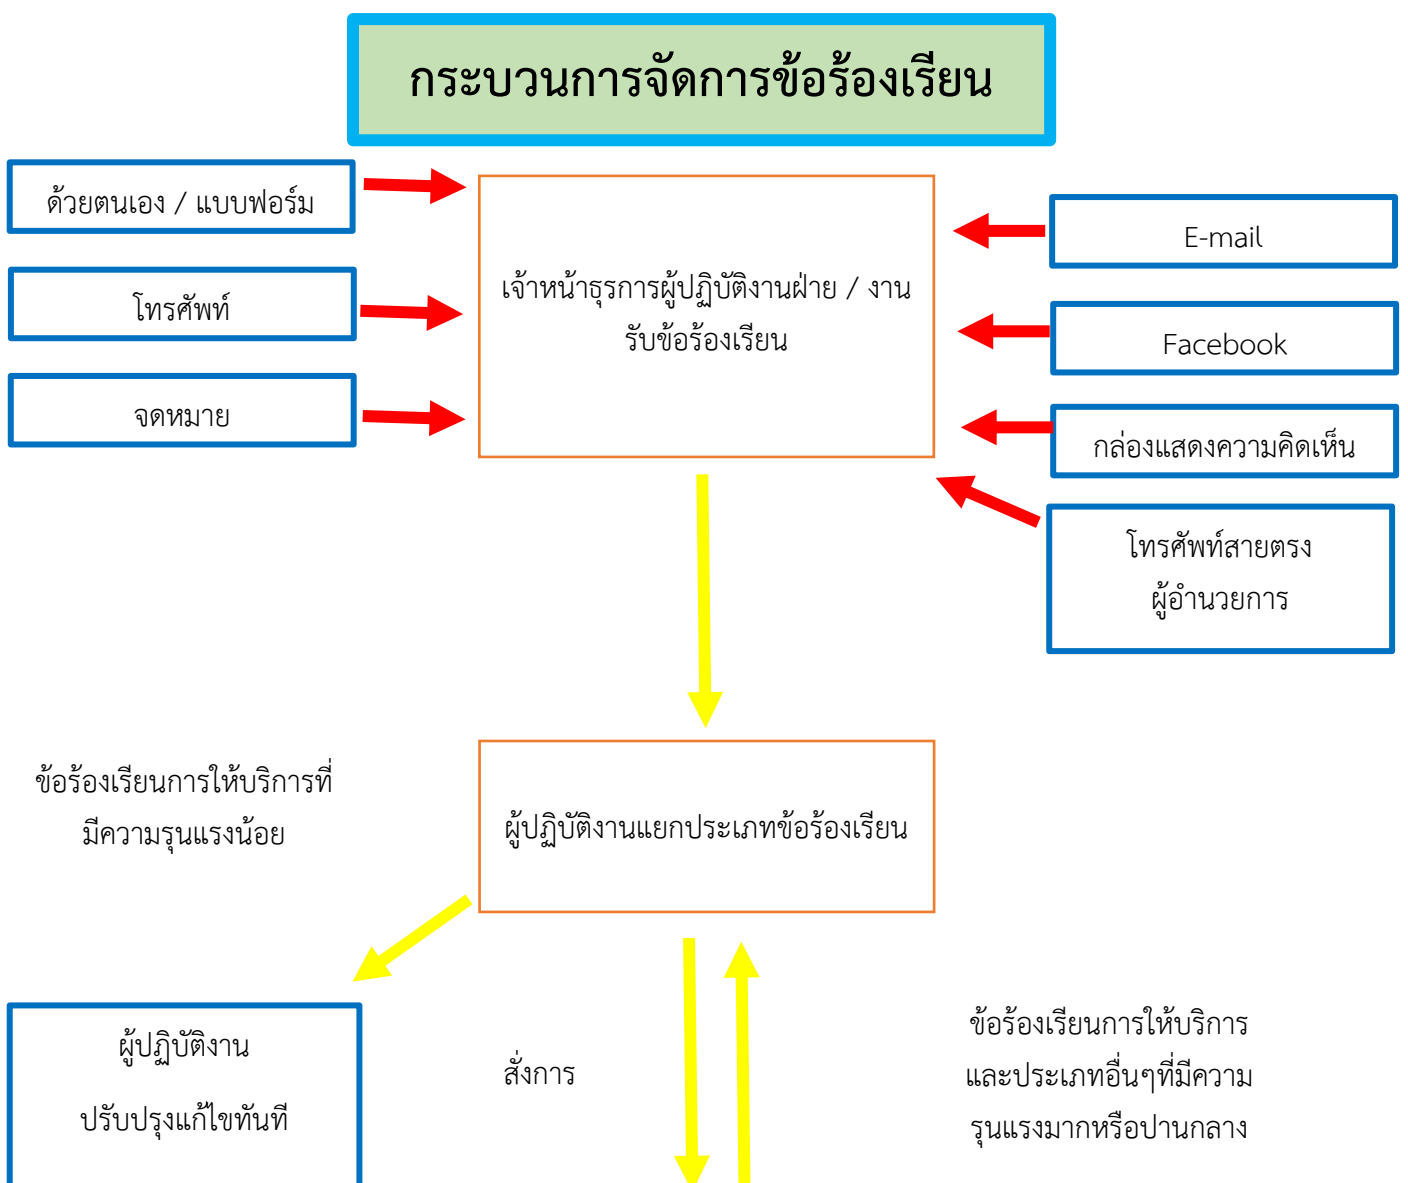 กระบวนการจัดการข้อร้องเรียน
ด้วยตนเอง / แบบฟอร์ม
โทรศัพท์
จดหมาย
เจ้าหน้าธุรการผู้ปฏิบัติงานฝ่าย / งาน
รับข้อร้องเรียน
E-mail
Facebook
กล่องแสดงความคิดเห็น
โทรศัพท์สายตรง
ผู้อำนวยการ
ข้อร้องเรียนการให้บริการที่
มีความรุนแรงน้อย
ผู้ปฏิบัติงานแยกประเภทข้อร้องเรียน
ผู้ปฏิบัติงาน
ปรับปรุงแก้ไขทันที
สั่งการ
ข้อร้องเรียนการให้บริการ
และประเภทอื่นๆที่มีความ
รุนแรงมากหรือปานกลาง